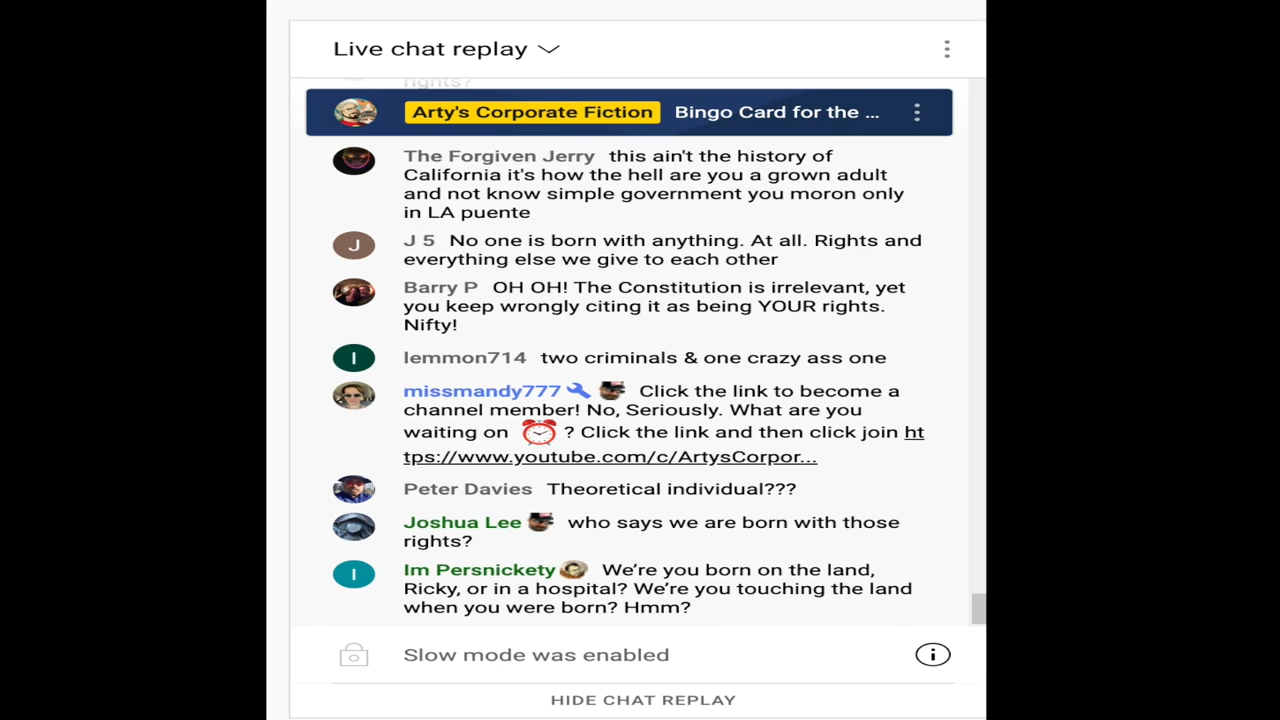 Live chat replay
rights?
Arty's Corporate Fiction Bingo Card for the ...
The Forgiven Jerry this ain't the history of
California it's how the hell are you a grown adult
and not know simple government you moron only
in LA puente
J
J 5 No one is born with anything. At all. Rights and
everything else we give to each other
Barry P OH OH! The Constitution is irrelevant, yet
you keep wrongly citing it as being YOUR rights.
Nifty!
I
lemmon714 two criminals & one crazy ass one
missmandy777 Click the link to become a
channel member! No, Seriously. What are you
waiting on ? Click the link and then click join ht
tps://www.youtube.com/c/ArtysCorpor...
Peter Davies Theoretical individual???
Joshua Lee who says we are born with those
rights?
I
Im Persnickety We’re you born on the land,
Ricky, or in a hospital? We’re you touching the land
when you were born? Hmm?
Slow mode was enabled
HIDE CHAT REPLAY